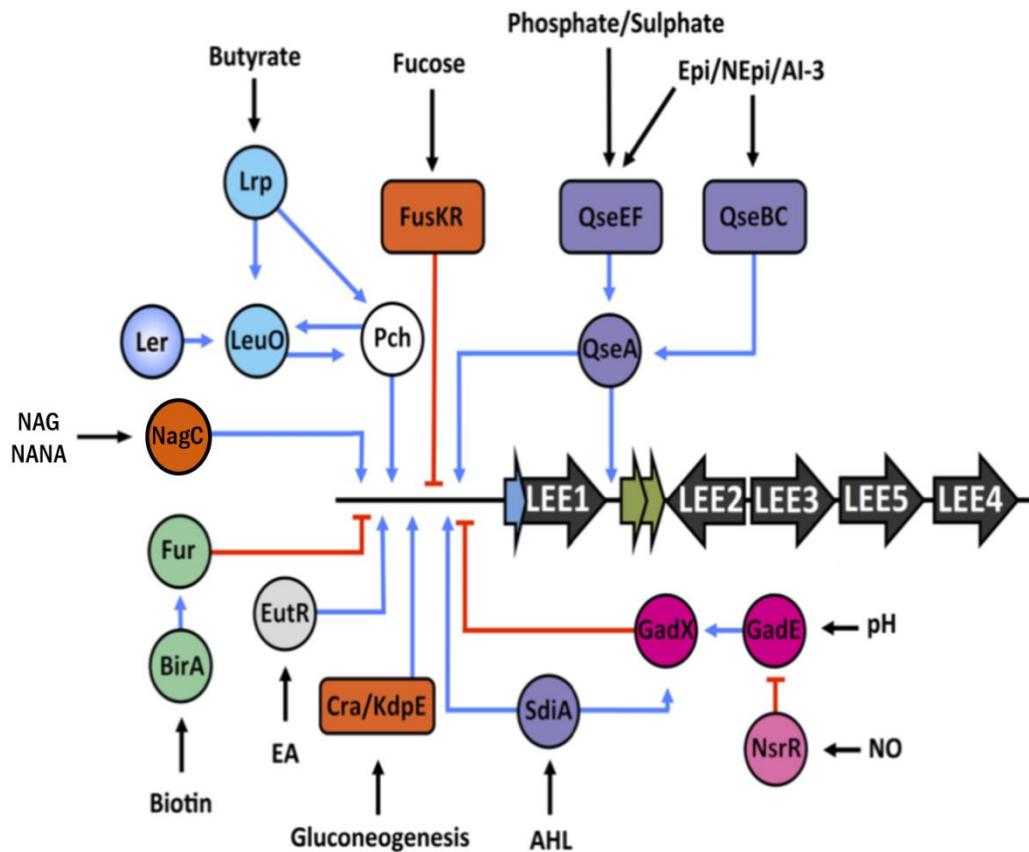 Phosphate/Sulphate
Butyrate
Fucose
Epi/NEpi/AI-3
Lrp
FusKR
QseEF
QseBC
Ler
LeuO
Pch
QseA
NAG
NANA
NagC
LEE1
LEE2
LEE3
LEE5
LEE4
Fur
EutR
GadX
GadE
pH
BirA
Cra/KdpE
SdiA
NsrR
NO
EA
Biotin
Gluconeogenesis
AHL